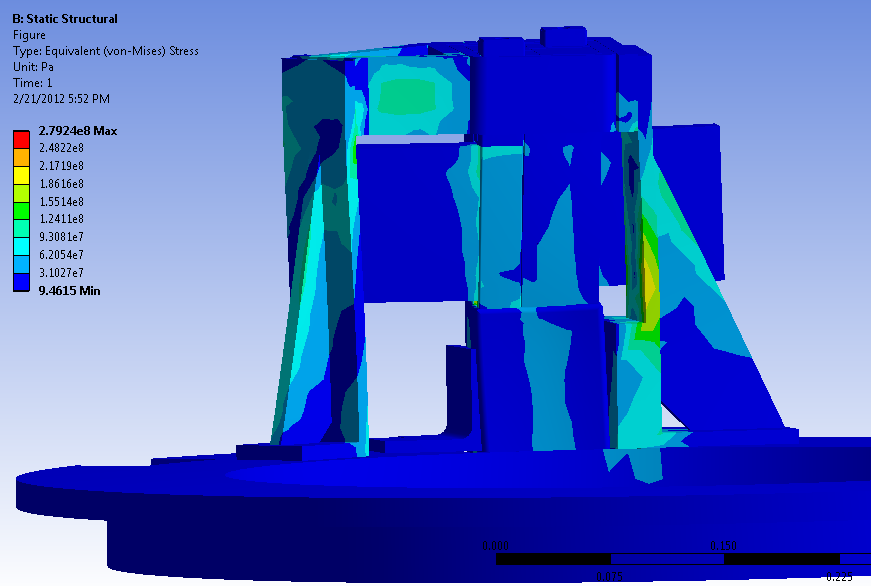 B: Static Structural
Figure
Type: Equivalent (von-Mises) Stress
Unit: Pa
Time: 1
2/21/2012 5:52 PM
2.7924e8 Max
2.4822e8
2.1719e8
1.8616e8
1.5514e8
1.2411e8
9.3081e7
6.2054e7
3.1027e7
9.4615 Min
0.000
0.150
0.075
0.225